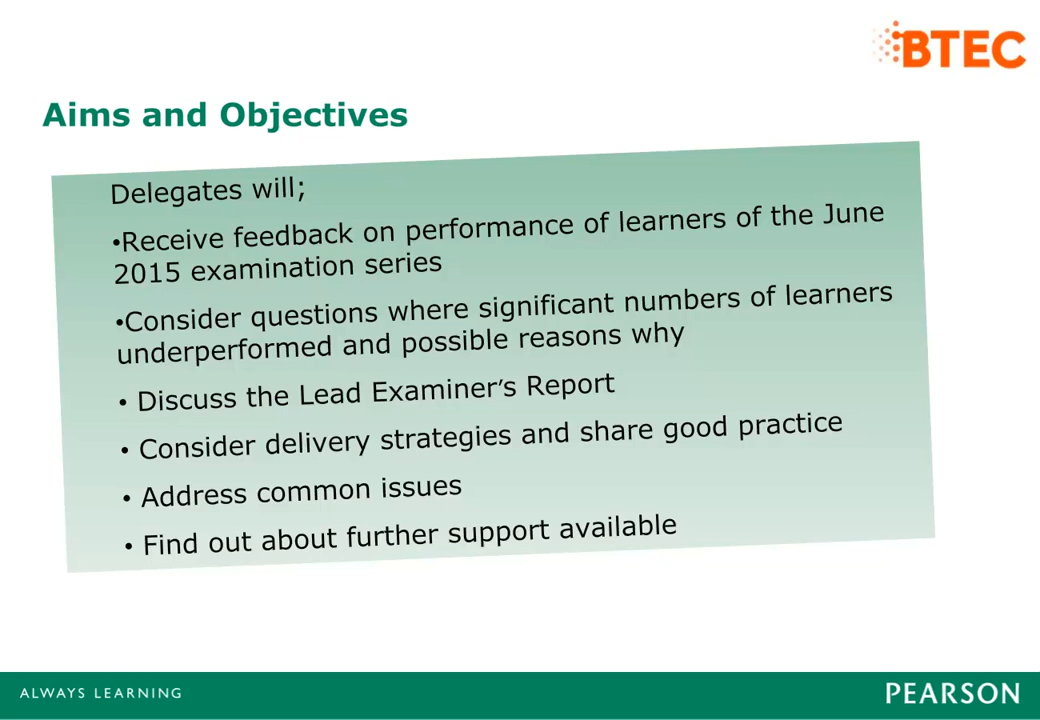 BTEC
Aims and Objectives
Delegates will;
•Receive feedback on performance of learners of the June
2015 examination series
•Consider questions where significant numbers of learners
underperformed and possible reasons why
• Discuss the Lead Examiner’s Report
• Consider delivery strategies and share good practice
• Address common issues
• Find out about further support available
ALWAYS LEARNING
PEARSON